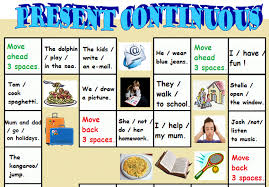 PRESENT CONTINUOUS
Move
ahead
3 spaces.
The dolphin
/ play /
in the sea.
The kids /
write /
an e-mail.
He / wear /
blue jeans.
Move
ahead
3 spaces.
I / have /
fun !
Tom /
cook
spaghetti.
We / draw /
a picture.
They /
walk /
to school.
Stella /
open /
the window.
Mum and dad
/ go /
on holidays.
Move
back
3 spaces.
She / not /
do / her /
homework.
I / help /
my mum.
Move
back
3 spaces.
Josh /not/
listen /
to music.
The
kangaroo/
jump.